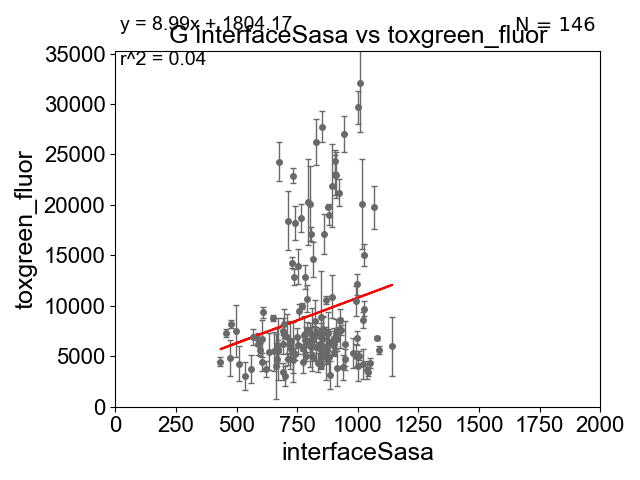 y = 8.99x + 1804.17
N = 146
G InterfaceSasa vs toxgreen_fluor
r^2 = 0.04
toxgreen_fluor
35000
30000
25000
20000
15000
10000
5000
0
0 250 500 750 1000 1250 1500 1750 2000
interfaceSasa